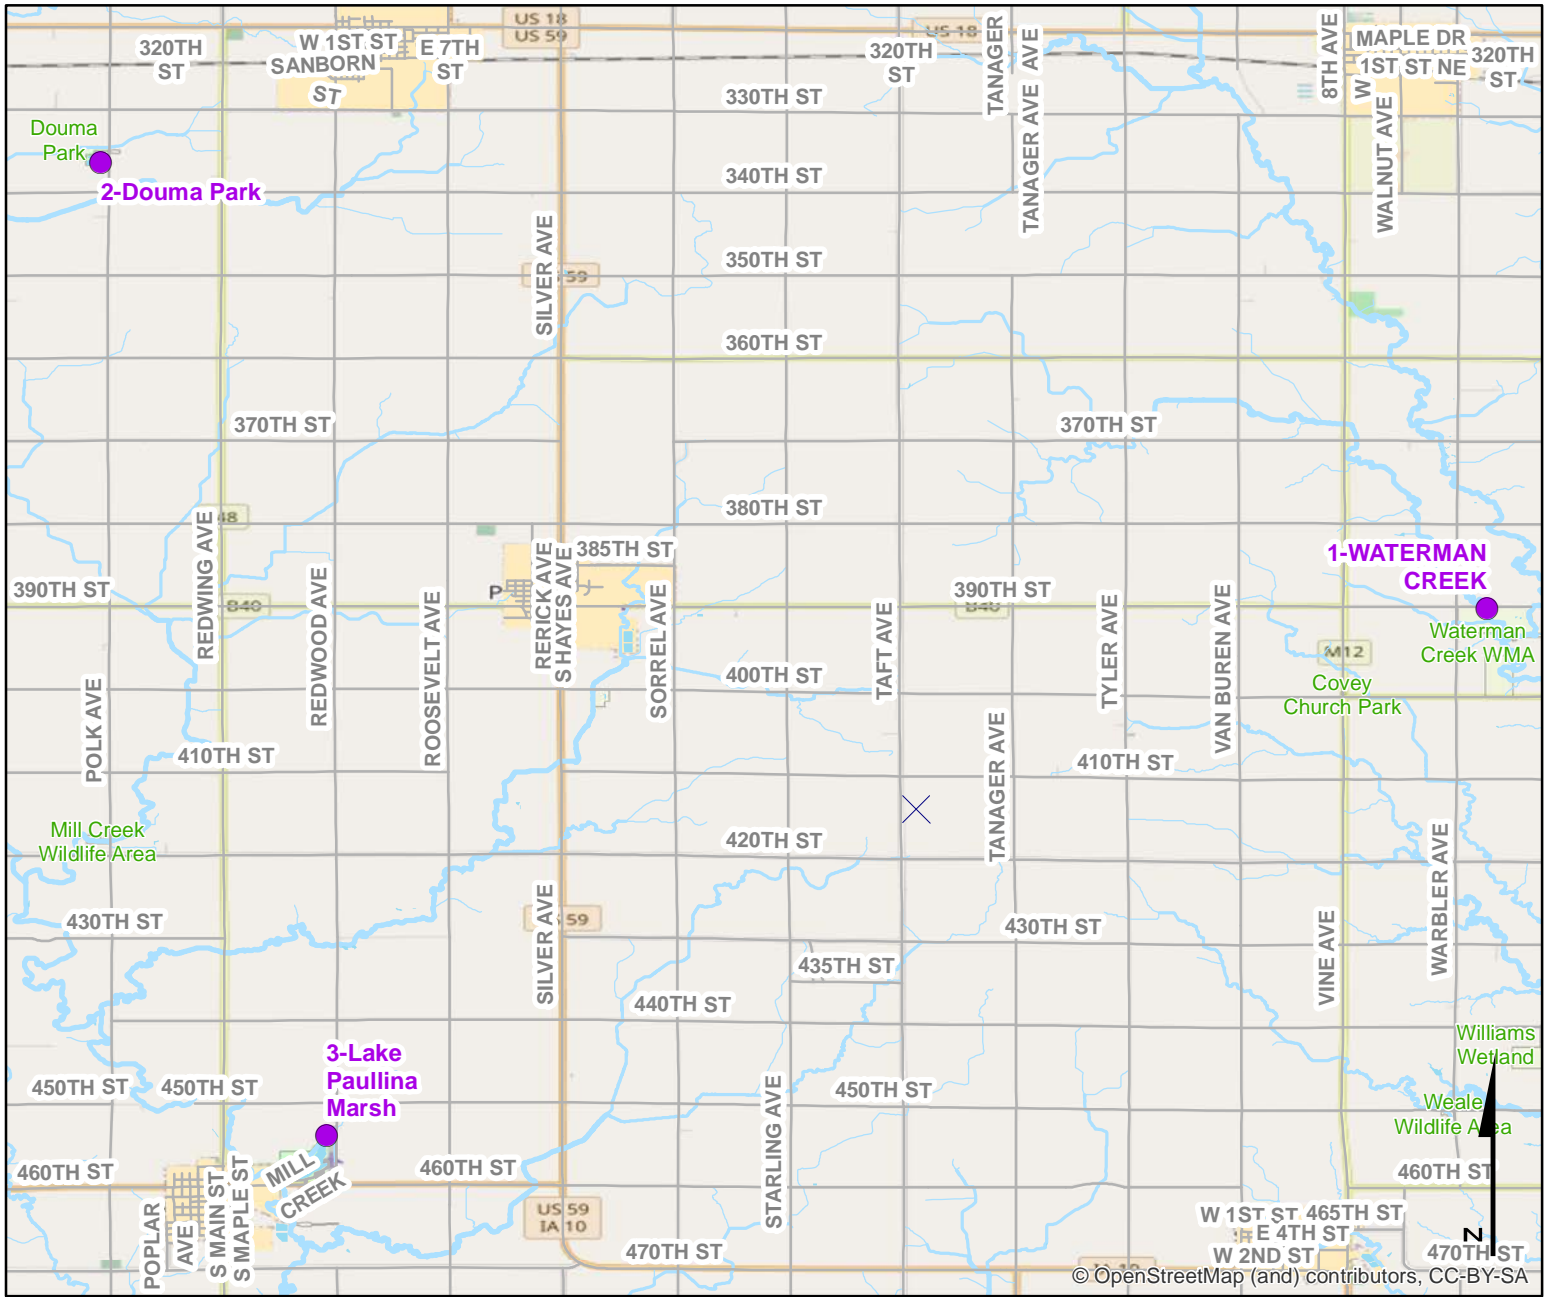 US 18
US 59
US 18
320TH
ST
W 1ST ST
SANBORN
ST
E 7TH
ST
320TH
ST
TANAGER
TANAGER AVE AVE
8TH AVE
MAPLE DR
W 1ST ST NE
320TH
ST
330TH ST
WALNUT AVE
Douma
Park
2-Douma Park
340TH ST
SILVER AVE
350TH ST
59
360TH ST
370TH ST
370TH ST
380TH ST
48
REDWING AVE
385TH ST
1-WATERMAN
CREEK
390TH ST
B40
REDWOOD AVE
ROOSEVELT AVE
P
RERICK AVE
S HAYES AVE
SORREL AVE
TAFT AVE
390TH ST
B40
TYLER AVE
VAN BUREN AVE
Waterman
Creek WMA
M12
400TH ST
Covey
Church Park
POLK AVE
410TH ST
TANAGER AVE
410TH ST
Mill Creek
Wildlife Area
420TH ST
WARBLER AVE
SILVER AVE
59
430TH ST
430TH ST
VINE AVE
435TH ST
440TH ST
Williams
Wetland
3-Lake
Paullina
Marsh
450TH ST
450TH ST
STARLING AVE
450TH ST
Weale
Wildlife Area
460TH ST
MILL
CREEK
460TH ST
460TH ST
POPLAR
AVE
S MAIN ST
S MAPLE ST
US 59
IA 10
W 1ST ST
465TH ST
E 4TH ST
W 2ND ST
470TH ST
470TH ST
N
IA 10
© OpenStreetMap (and) contributors, CC-BY-SA